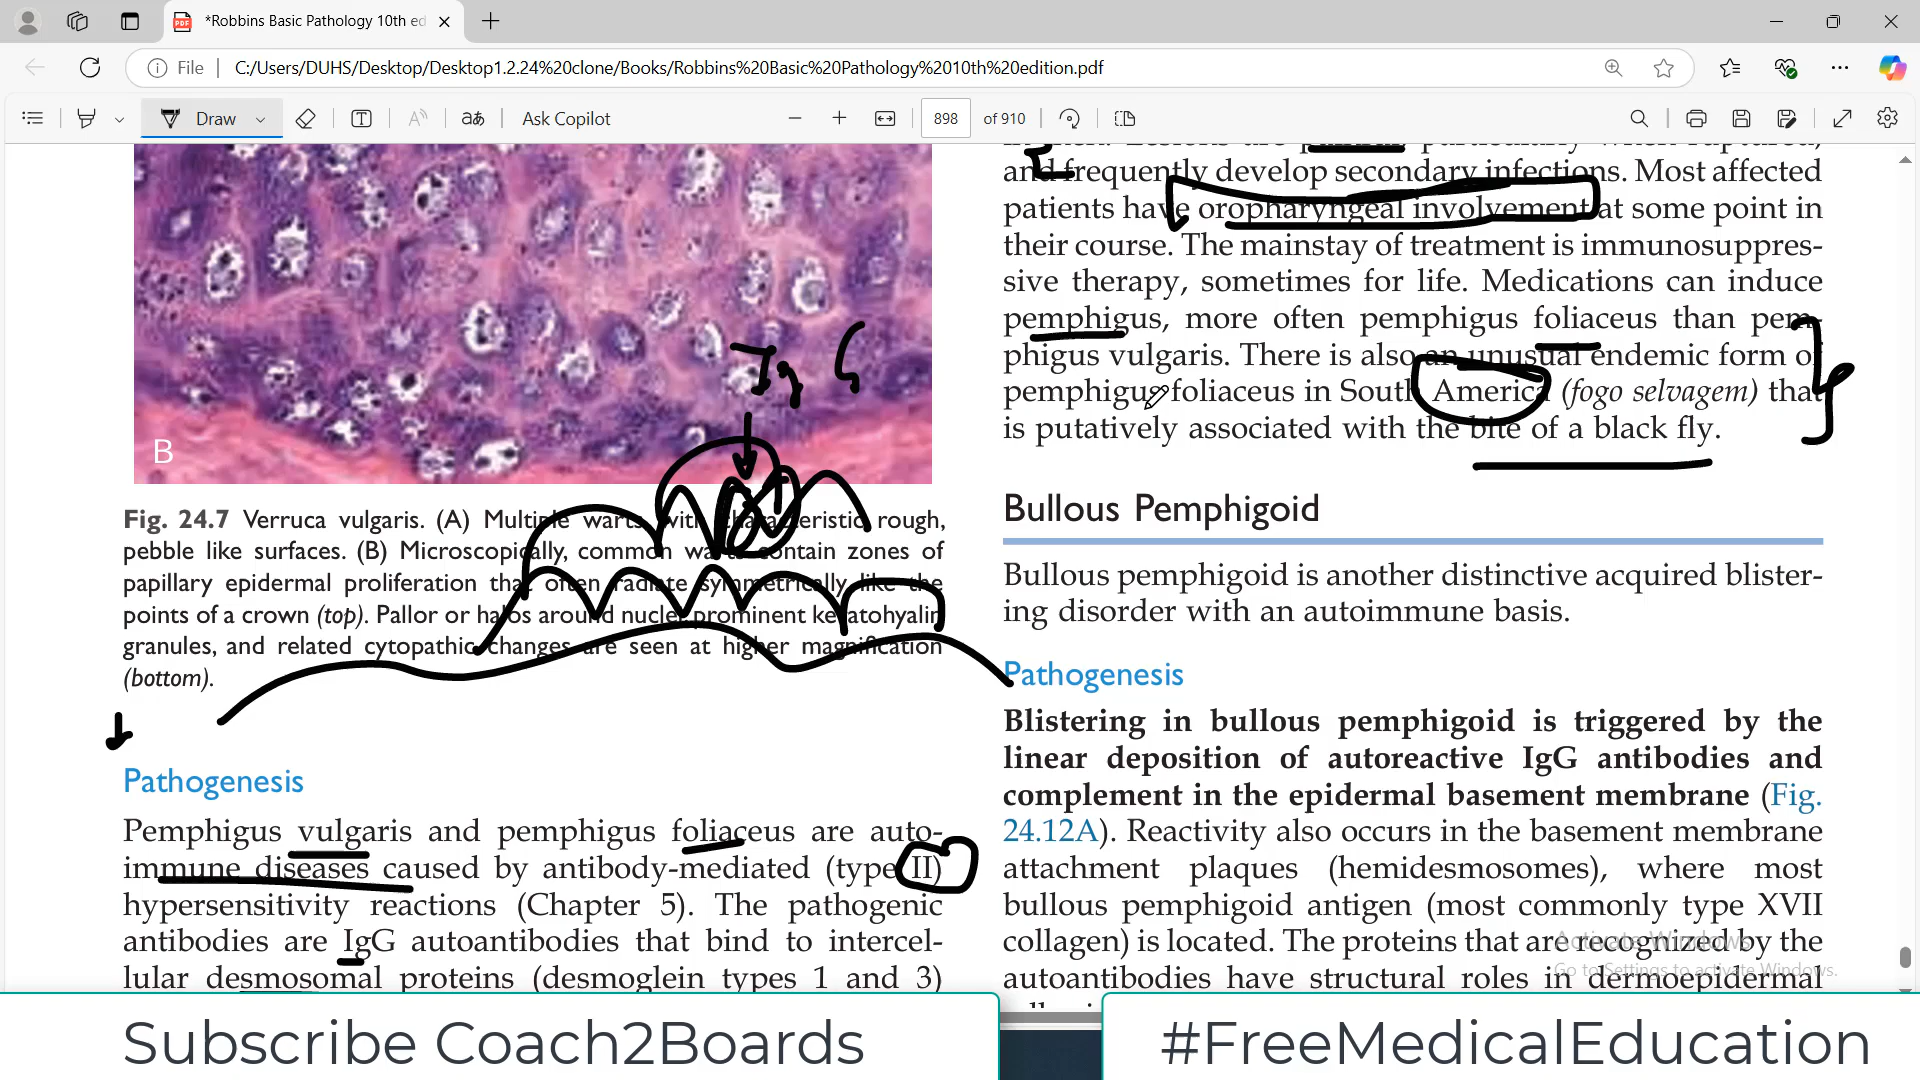 *Robbins Basic Pathology 10th ed
File
C:/Users/DUHS/Desktop/Desktop1.2.24%20clone/Books/Robbins%20Basic%20Pathology%2010th%20edition.pdf
Draw
Ask Copilot
898 of 910
B
Ig G
Fig. 24.7 Verruca vulgaris. (A) Multiple warts with characteristic rough,
pebble like surfaces. (B) Microscopically, common warts contain zones of
papillary epidermal proliferation that often radiate symmetrically like the
points of a crown (top). Pallor or halos around nuclei, prominent keratohyalin
granules, and related cytopathic changes are seen at higher magnification
(bottom).
Pathogenesis
Pemphigus vulgaris and pemphigus foliaceus are auto-
immune diseases caused by antibody-mediated (type II)
hypersensitivity reactions (Chapter 5). The pathogenic
antibodies are IgG autoantibodies that bind to intercel-
lular desmosomal proteins (desmoglein types 1 and 3)
and frequently develop secondary infections. Most affected
patients have oropharyngeal involvement at some point in
their course. The mainstay of treatment is immunosuppres-
sive therapy, sometimes for life. Medications can induce
pemphigus, more often pemphigus foliaceus than pem-
phigus vulgaris. There is also an unusual endemic form of
pemphigus foliaceus in South America (fogo selvagem) that
is putatively associated with the bite of a black fly.
Bullous Pemphigoid
Bullous pemphigoid is another distinctive acquired blister-
ing disorder with an autoimmune basis.
Pathogenesis
Blistering in bullous pemphigoid is triggered by the
linear deposition of autoreactive IgG antibodies and
complement in the epidermal basement membrane (Fig.
24.12A). Reactivity also occurs in the basement membrane
attachment plaques (hemidesmosomes), where most
bullous pemphigoid antigen (most commonly type XVII
collagen) is located. The proteins that are recognized by the
autoantibodies have structural roles in dermoepidermal
Activate Windows
Go to Settings to activate Windows.
Subscribe Coach2Boards
#FreeMedicalEducation